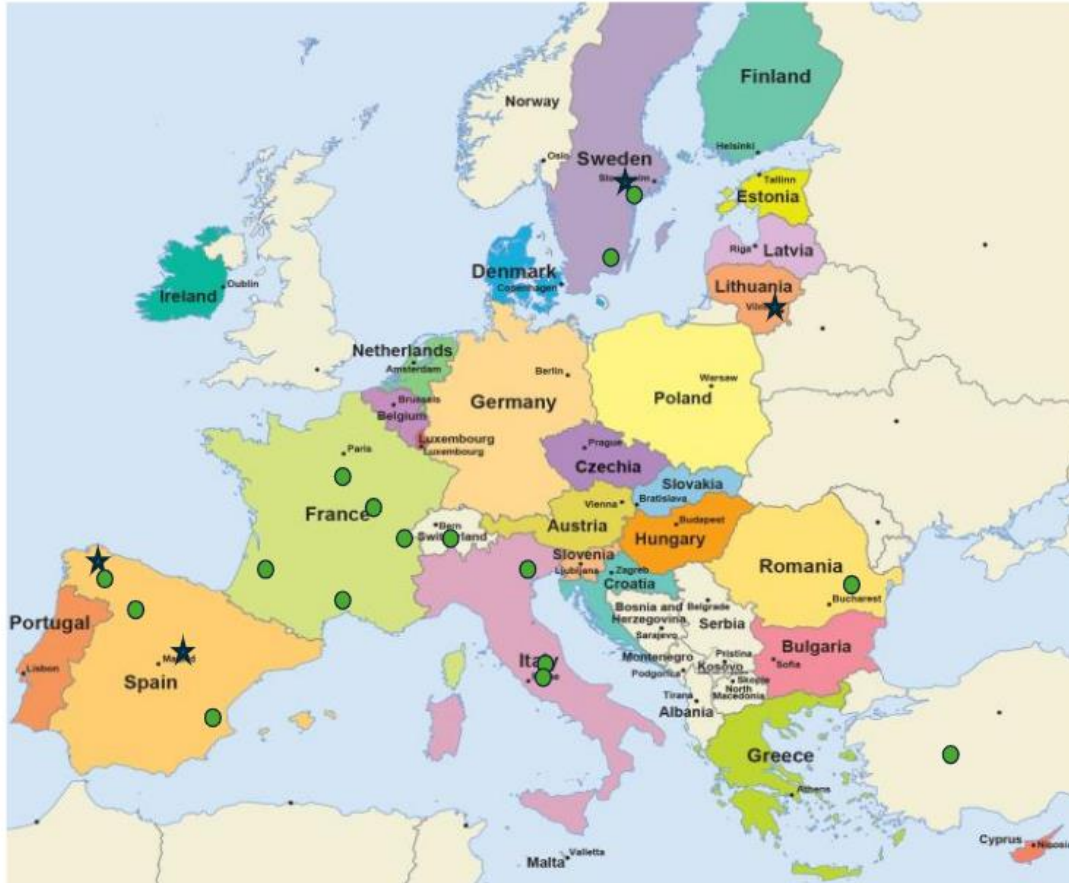 Finland
Norway
Helsinki
Oslo
Sweden
Tallinn
Estonia
Riga
Latvia
Lithuania
Denmark
Copenhagen
Dublin
Ireland
Netherlands
Amsterdam
Berlin
Warsaw
Poland
Germany
Brussels
Belgium
Luxembourg
Luxembourg
Paris
Prague
Czechia
Slovakia
Bratislava
Vienna
France
Bern
Austria
Budapest
Hungary
Slovenia
Ljubljana
Zagreb
Croatia
Romania
Bucharest
Bosnia and
Herzegovina
Belgrade
Serbia
Sarajevo
Portugal
Lisbon
Spain
Montenegro
Pristina
Kosovo
Podgorica
Bulgaria
Sofia
Skopje
North
Macedonia
Tirana
Albania
Greece
Athens
Malta
Valletta
Cyprus
Nicosia